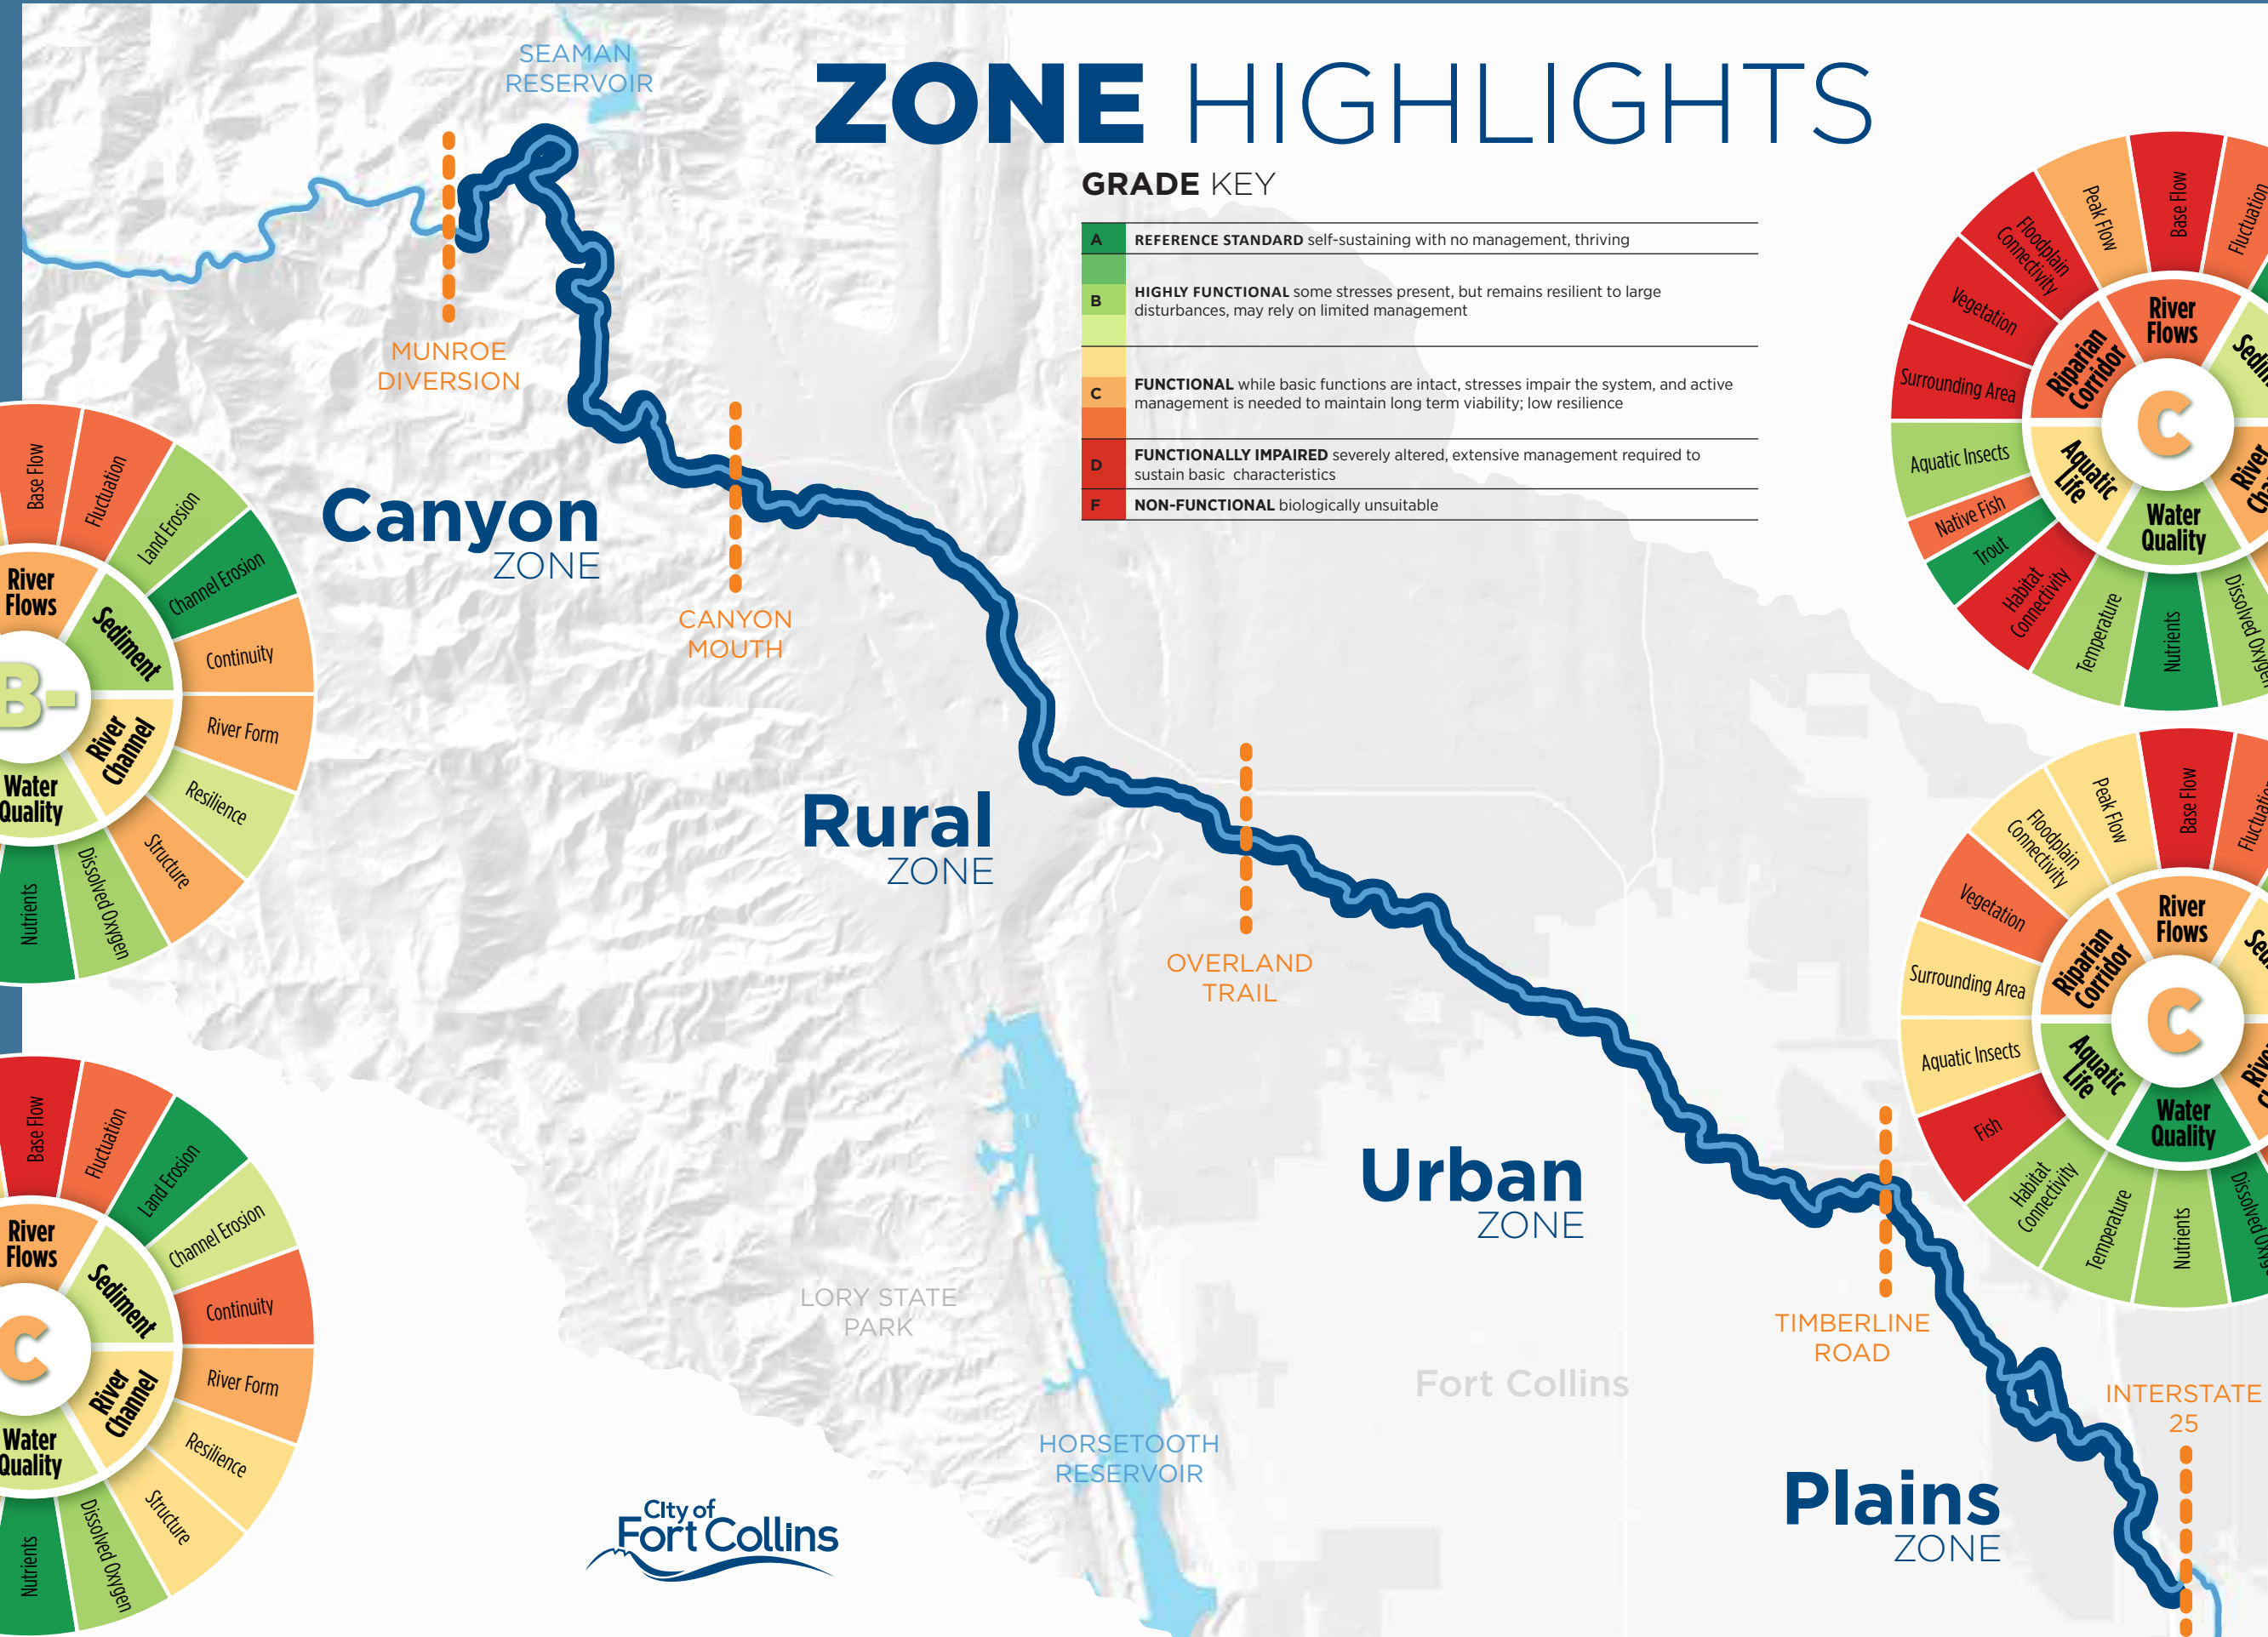 ZONE HIGHLIGHTS
GRADE KEY
A REFERENCE STANDARD self-sustaining with no management, thriving
B HIGHLY FUNCTIONAL some stresses present, but remains resilient to large
disturbances, may rely on limited management
C FUNCTIONAL while basic functions are intact, stresses impair the system, and active
management is needed to maintain long term viability; low resilience
D FUNCTIONALLY IMPAIRED severely altered, extensive management required to
sustain basic characteristics
F NON-FUNCTIONAL biologically unsuitable
SEAMAN
RESERVOIR
MUNROE
DIVERSION
Canyon
ZONE
CANYON
MOUTH
Rural
ZONE
OVERLAND
TRAIL
Urban
ZONE
TIMBERLINE
ROAD
INTERSTATE
25
Plains
ZONE
LORY STATE
PARK
Fort Collins
HORSETOOTH
RESERVOIR
City of
Fort Collins
Base Flow
Fluctuation
Land Erosion
Channel Erosion
Continuity
River Form
Resilience
Structure
Dissolved Oxygen
Nutrients
River
Flows
Sediment
River
Channel
Water
Quality
B-
Base Flow
Fluctuation
Land Erosion
Channel Erosion
Continuity
River Form
Resilience
Structure
Dissolved Oxygen
Nutrients
River
Flows
Sediment
River
Channel
Water
Quality
C
Surrounding Area
Vegetation
Floodplain
Connectivity
Peak Flow
Base Flow
Fluctuation
Dissolved Oxygen
Nutrients
Temperature
Habitat
Connectivity
Trout
Native Fish
Aquatic Insects
Riparian
Corridor
River
Flows
River
Water
Quality
Aquatic
Life
C
Surrounding Area
Vegetation
Floodplain
Connectivity
Peak Flow
Base Flow
Nutrients
Temperature
Habitat
Connectivity
Fish
Aquatic Insects
Riparian
Corridor
River
Flows
Water
Quality
Aquatic
Life
C